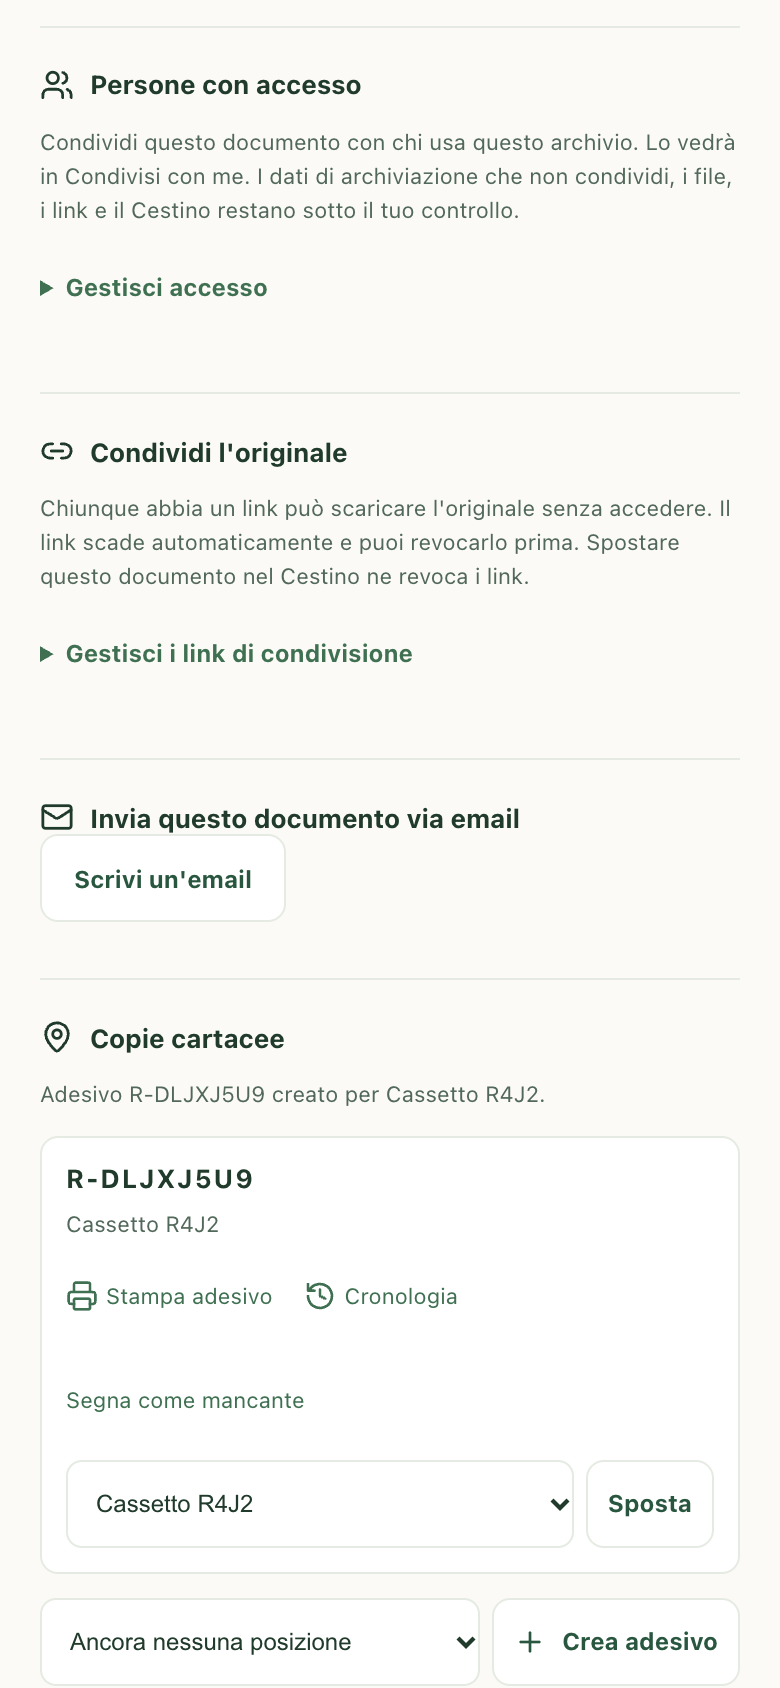 Persone con accesso
Condividi questo documento con chi usa questo archivio. Lo vedrà
in Condivisi con me. I dati di archiviazione che non condividi, i file,
i link e il Cestino restano sotto il tuo controllo.
Gestisci accesso
Condividi l'originale
Chiunque abbia un link può scaricare l'originale senza accedere. Il
link scade automaticamente e puoi revocarlo prima. Spostare
questo documento nel Cestino ne revoca i link.
Gestisci i link di condivisione
Invia questo documento via email
Scrivi un'email
Copie cartacee
Adesivo R-DLJXJ5U9 creato per Cassetto R4J2.
R-DLJXJ5U9
Cassetto R4J2
Stampa adesivo Cronologia
Segna come mancante
Cassetto R4J2 Sposta
Ancora nessuna posizione Crea adesivo